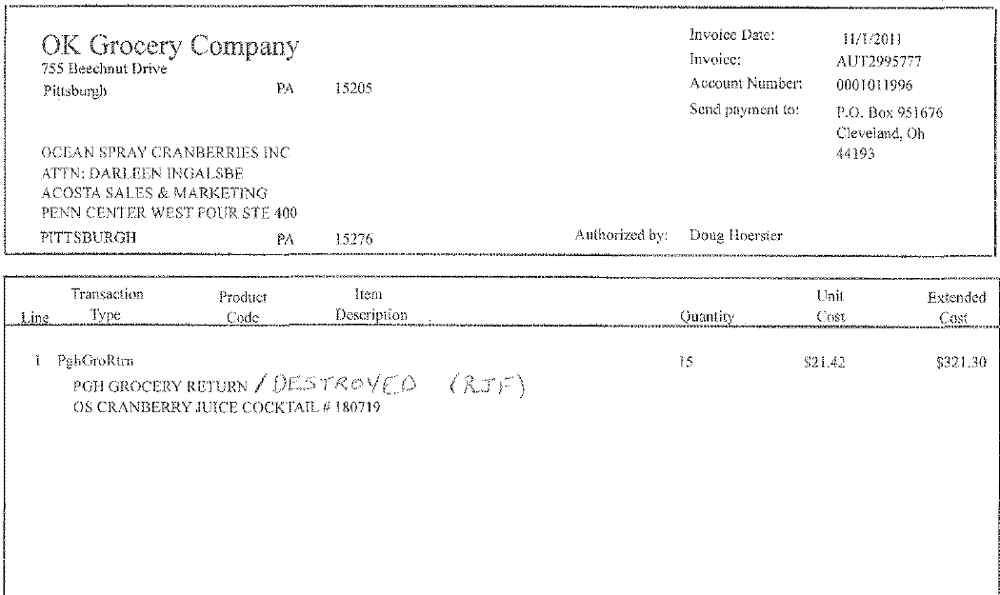 OK Grocery Company
755 Beechnut Drive
Pittsburgh PA 15205
Invoice Date: 11/1/2011
Invoice: AUT2995777
Account Number: 0001011996
Send payment to: P.O. Box 951676
Cleveland, Oh
44193
OCEAN SPRAY CRANBERRIES INC
ATTN: DARLEEN INGALSBE
ACOSTA SALES & MARKETING
PENN CENTER WEST FOUR STE 400
PITTSBURGH PA 15276
Authorized by: Doug Hoersier
Line Transaction Type Product Code Item Description Quantity Unit Cost Extended Cost
1 PghGroRtrn 15 $21.42 $321.30
PGH GROCERY RETURN / DESTROYED (RJF)
OS CRANBERRY JUICE COCKTAIL # 180719